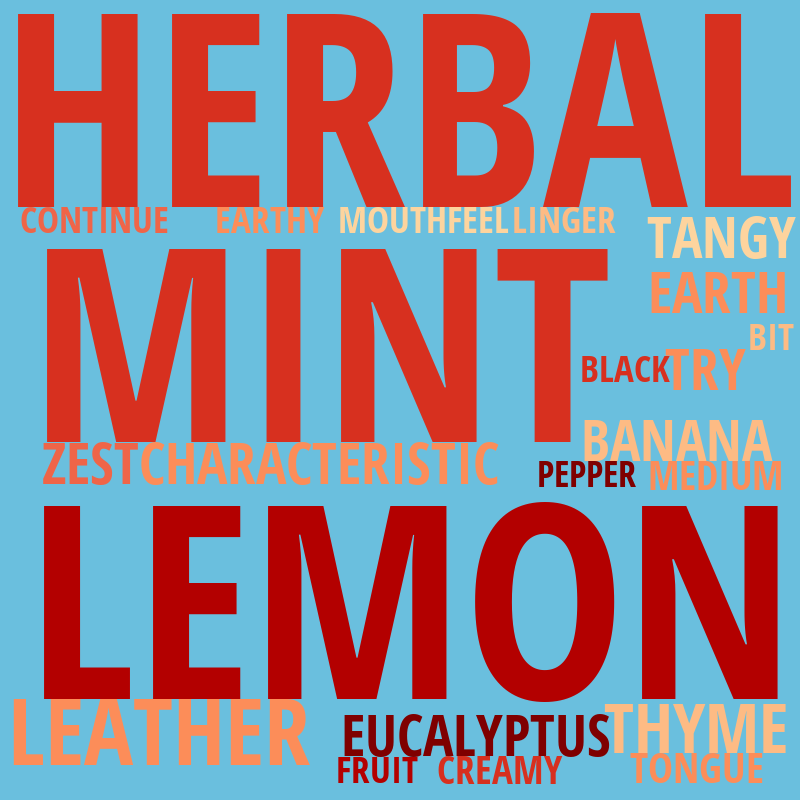 HERBAL
CONTINUE EARTHY MOUTHFEEL LINGER
TANGY
EARTH
MINT
BIT
BLACK TRY
BANANA
ZEST CHARACTERISTIC
PEPPER MEDIUM
LEMON
LEATHER
EUCALYPTUS THYME
FRUIT CREAMY TONGUE